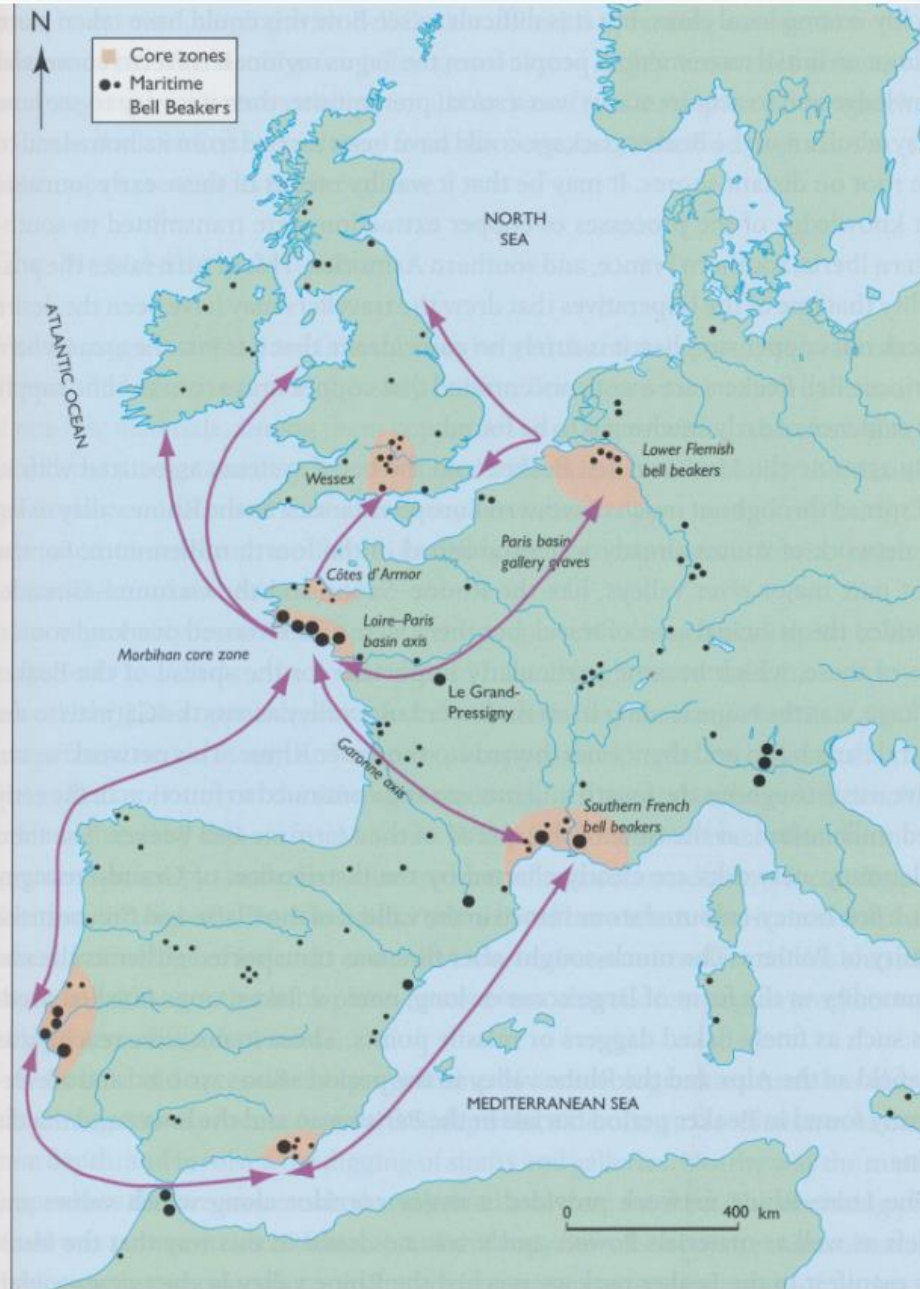 N
Core zones
Maritime
Bell Beakers
NORTH
SEA
ATLANTIC OCEAN
Lower Flemish
bell beakers
Wessex
Paris basin
gallery graves
Côtes d'Armor
Loire–Paris
basin axis
Morbihan core zone
Le Grand-
Pressigny
Garonne axis
Southern French
bell beakers
MEDITERRANEAN SEA
0 400 km